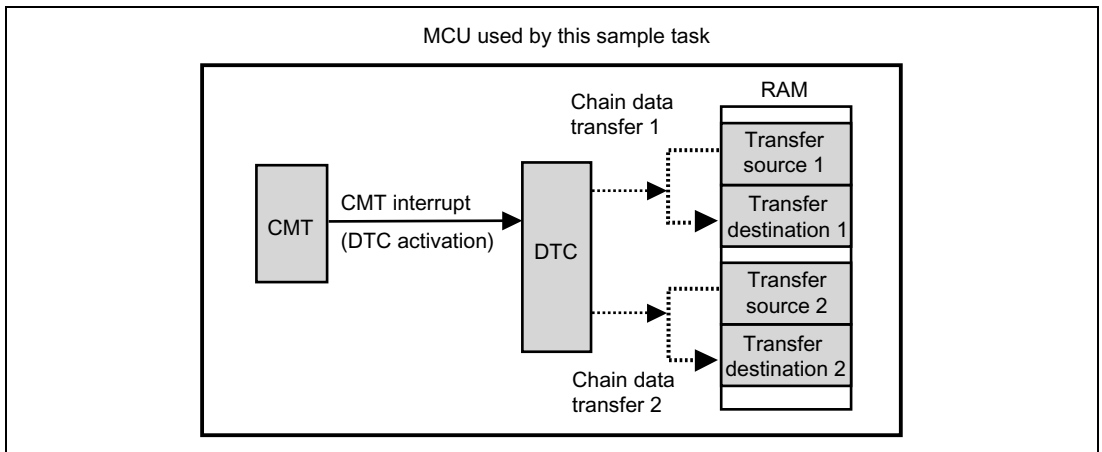 MCU used by this sample task
RAM
Chain data
transfer 1
Transfer
source 1
CMT interrupt
CMT
(DTC activation)
DTC
Transfer
destination 1
Transfer
source 2
Transfer
destination 2
Chain data
transfer 2